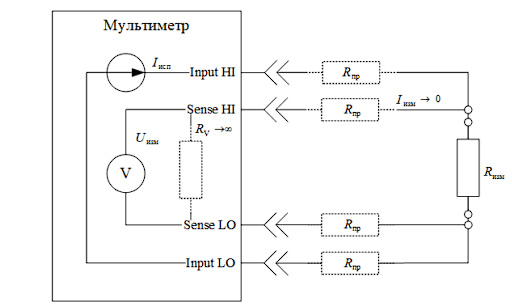 Мультиметр
Iисп
Input HI
Rпр
Sense HI
Rпр
Iизм → 0
RV →∞
Uизм
V
Rизм
Sense LO
Rпр
Input LO
Rпр